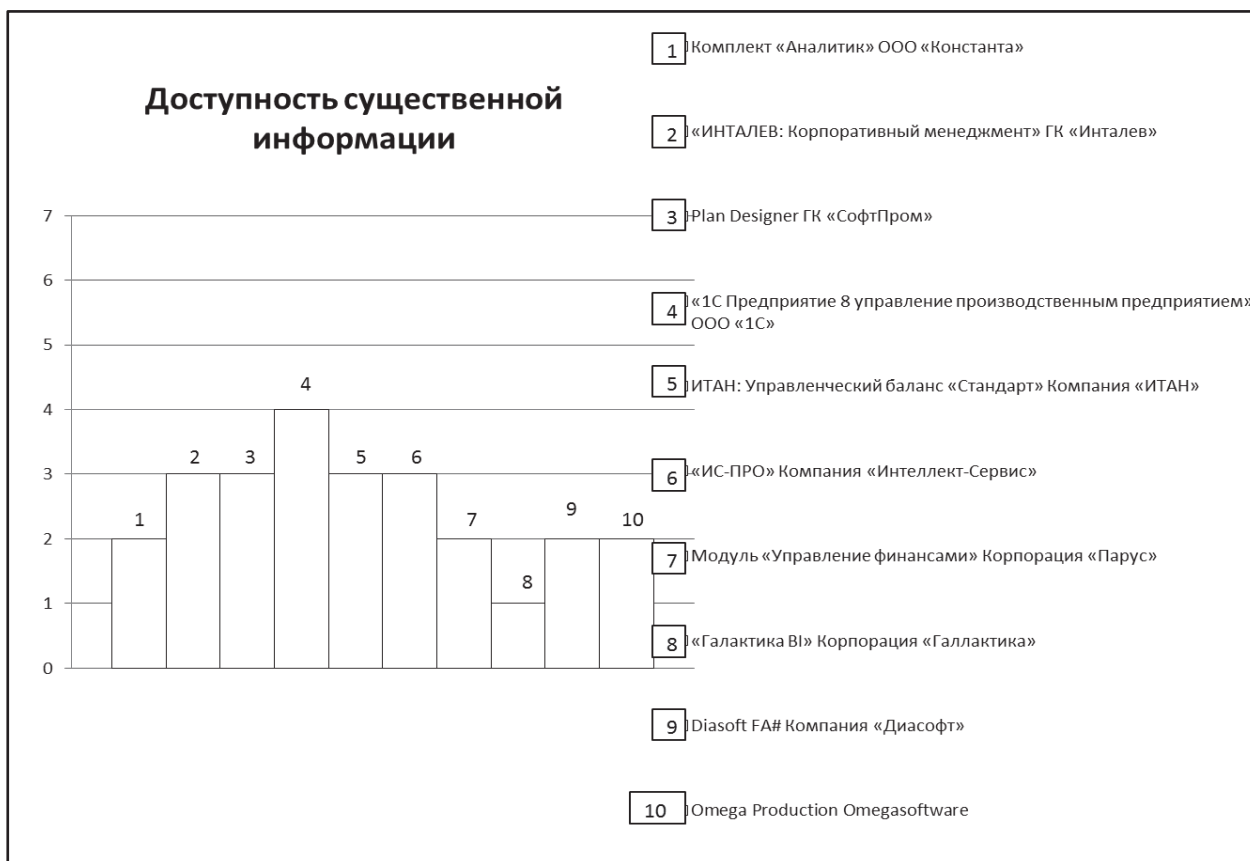 Доступность существенной
информации
7
6
5
4
3
2
1
0
1
2
3
4
5
6
7
8
9
10
1 Комплект «Аналитик» ООО «Константа»
2 «ИНТАЛЕВ: Корпоративный менеджмент» ГК «Инталев»
3 Plan Designer ГК «СофтПром»
4 «1С Предприятие 8 управление производственным предприятием»
ООО «1С»
5 ИТАН: Управленческий баланс «Стандарт» Компания «ИТАН»
6 «ИС-ПРО» Компания «Интеллект-Сервис»
7 Модуль «Управление финансами» Корпорация «Парус»
8 «Галактика BI» Корпорация «Галлактика»
9 Diasoft FA# Компания «Диасофт»
10 Omega Production Omegasoftware